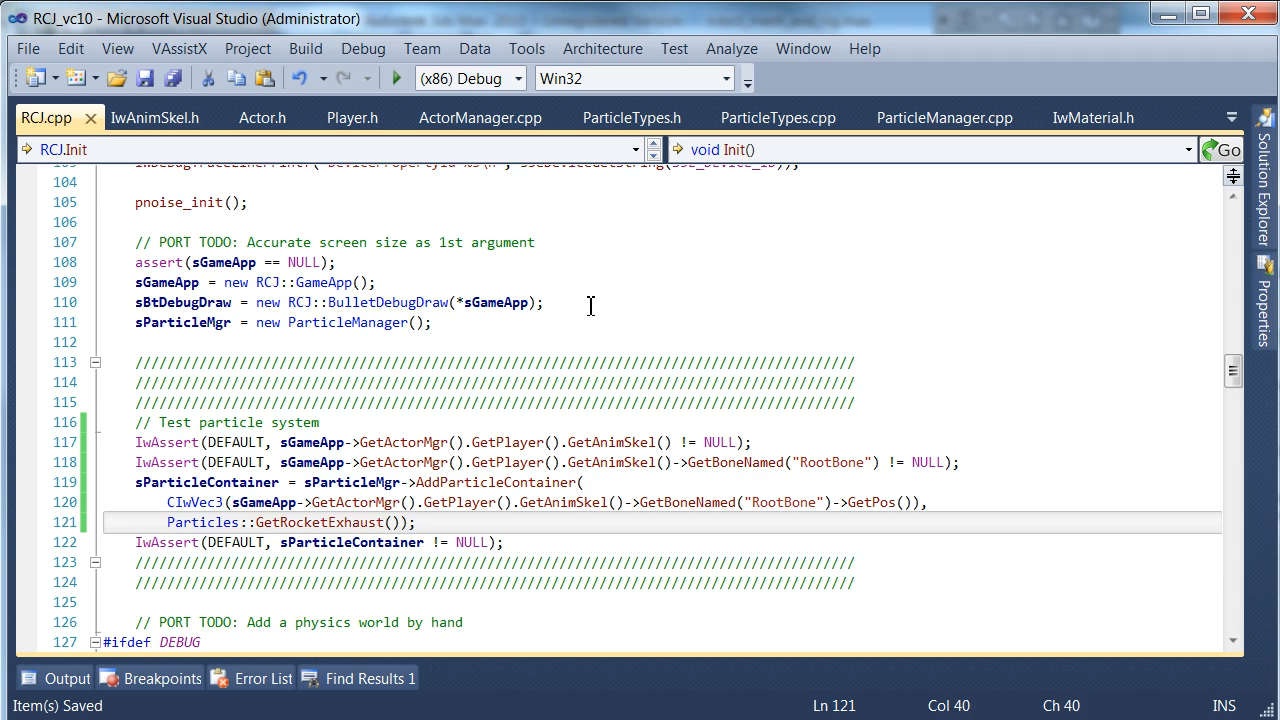 RCJ_vc10 - Microsoft Visual Studio (Administrator)
File Edit View VAssistX Project Build Debug Team Data Tools Architecture Test Analyze Window Help
(x86) Debug Win32
RCJ.cpp IwAnimSkel.h Actor.h Player.h ActorManager.cpp ParticleTypes.h ParticleTypes.cpp ParticleManager.cpp IwMaterial.h
RCJ.Init void Init() Go
104
105 pnoise_init();
106
107 // PORT TODO: Accurate screen size as 1st argument
108 assert(sGameApp == NULL);
109 sGameApp = new RCJ::GameApp();
110 sBtDebugDraw = new RCJ::BulletDebugDraw(*sGameApp);
111 sParticleMgr = new ParticleManager();
112
113 //////////////////////////////////////////////////////////////////////////////////////////
114 //////////////////////////////////////////////////////////////////////////////////////////
115 //////////////////////////////////////////////////////////////////////////////////////////
116 // Test particle system
117 IwAssert(DEFAULT, sGameApp->GetActorMgr().GetPlayer().GetAnimSkel() != NULL);
118 IwAssert(DEFAULT, sGameApp->GetActorMgr().GetPlayer().GetAnimSkel()->GetBoneNamed("RootBone") != NULL);
119 sParticleContainer = sParticleMgr->AddParticleContainer(
120 CIwVec3(sGameApp->GetActorMgr().GetPlayer().GetAnimSkel()->GetBoneNamed("RootBone")->GetPos()),
121 Particles::GetRocketExhaust());
122 IwAssert(DEFAULT, sParticleContainer != NULL);
123 //////////////////////////////////////////////////////////////////////////////////////////
124 //////////////////////////////////////////////////////////////////////////////////////////
125
126 // PORT TODO: Add a physics world by hand
127 #ifdef DEBUG
Solution Explorer
Properties
Output Breakpoints Error List Find Results 1
Item(s) Saved Ln 121 Col 40 Ch 40 INS